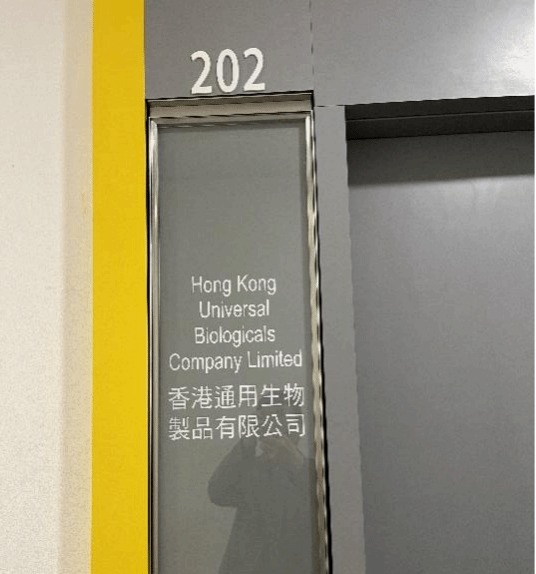 202
Hong Kong
Universal
Biologicals
Company Limited
香港通用生物
製品有限公司